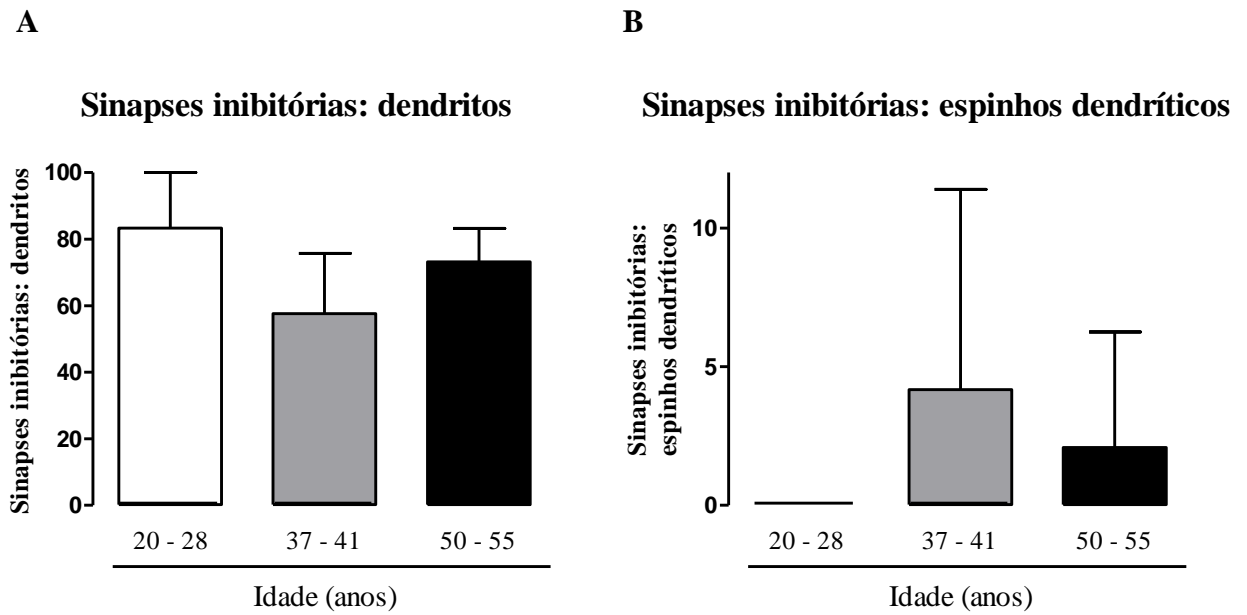 A
Sinapses inibitórias: dendritos
Sinapses inibitórias: dendritos
100
80
60
40
20
0
20 - 28
37 - 41
50 - 55
Idade (anos)
B
Sinapses inibitórias: espinhos dendríticos
Sinapses inibitórias:
espinhos dendríticos
10
5
0
20 - 28
37 - 41
50 - 55
Idade (anos)